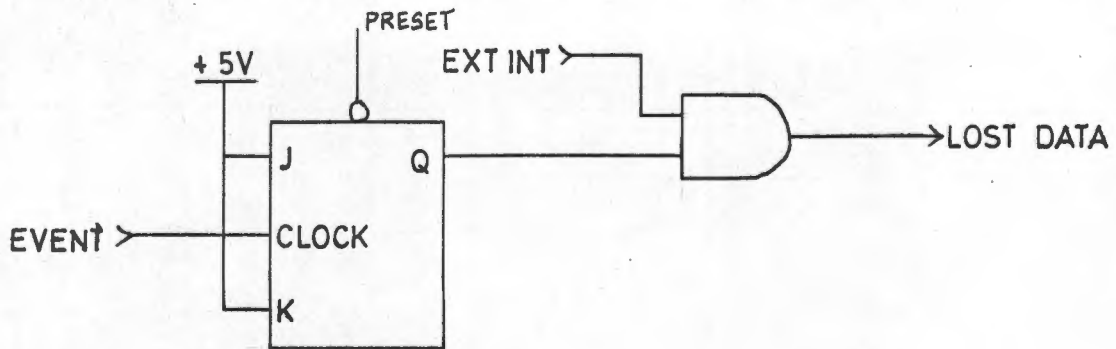 PRESET
+ 5V
EXT INT
J
Q
LOST DATA
EVENT
CLOCK
K